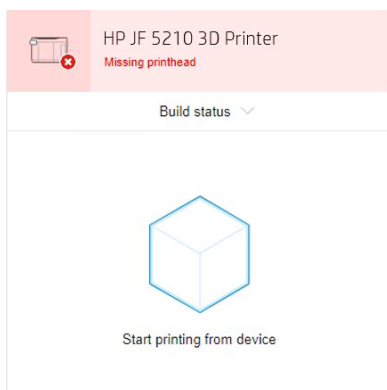 HP JF 5210 3D Printer
Missing printhead
Build status
Start printing from device